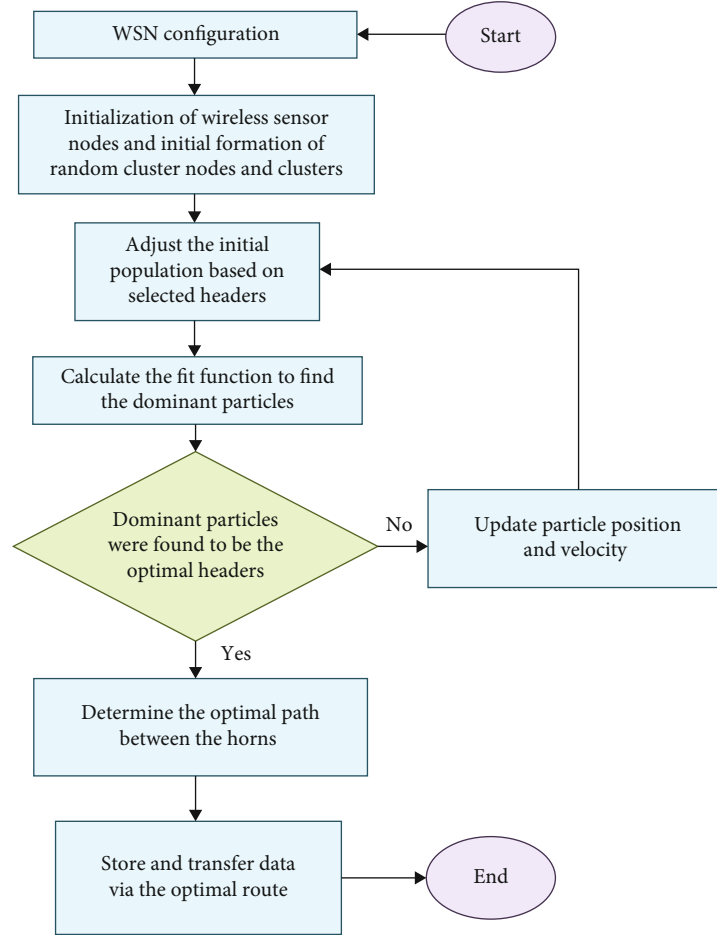 WSN configuration
Start
Initialization of wireless sensor
nodes and initial formation of
random cluster nodes and clusters
Adjust the initial
population based on
selected headers
Calculate the fit function to find
the dominant particles
Dominant particles
were found to be the
optimal headers
No
Update particle position
and velocity
Yes
Determine the optimal path
between the horns
Store and transfer data
via the optimal route
End